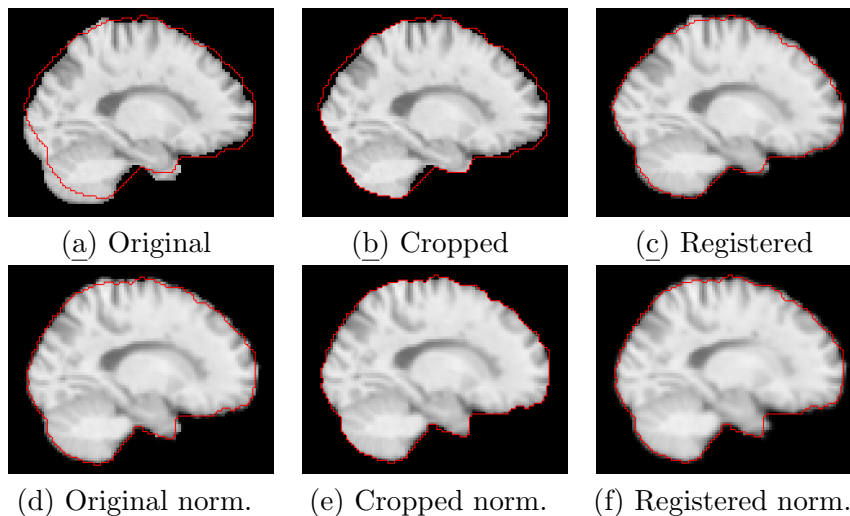 (a) Original
(b) Cropped
(c) Registered
(d) Original norm.
(e) Cropped norm.
(f) Registered norm.